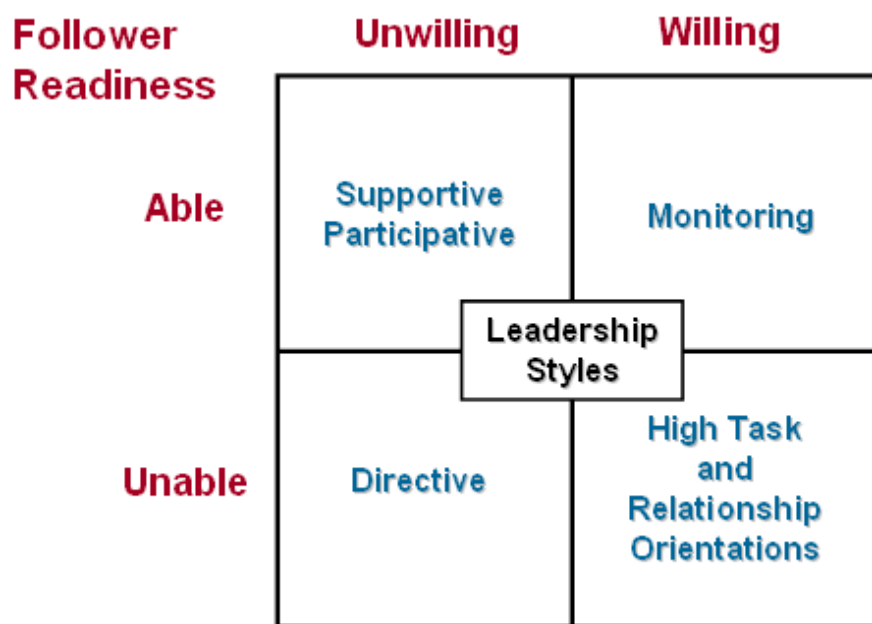 Follower
Readiness
Unwilling
Willing
Able
Supportive
Participative
Monitoring
Leadership
Styles
Unable
Directive
High Task
and
Relationship
Orientations